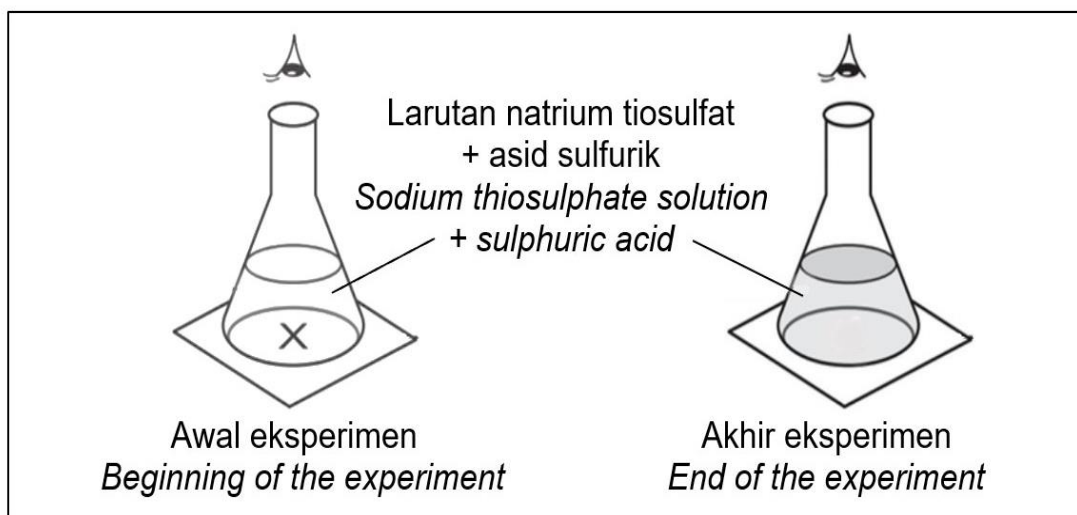 Larutan natrium tiosulfat
+ asid sulfurik
Sodium thiosulphate solution
+ sulphuric acid
X
Awal eksperimen
Beginning of the experiment
Akhir eksperimen
End of the experiment